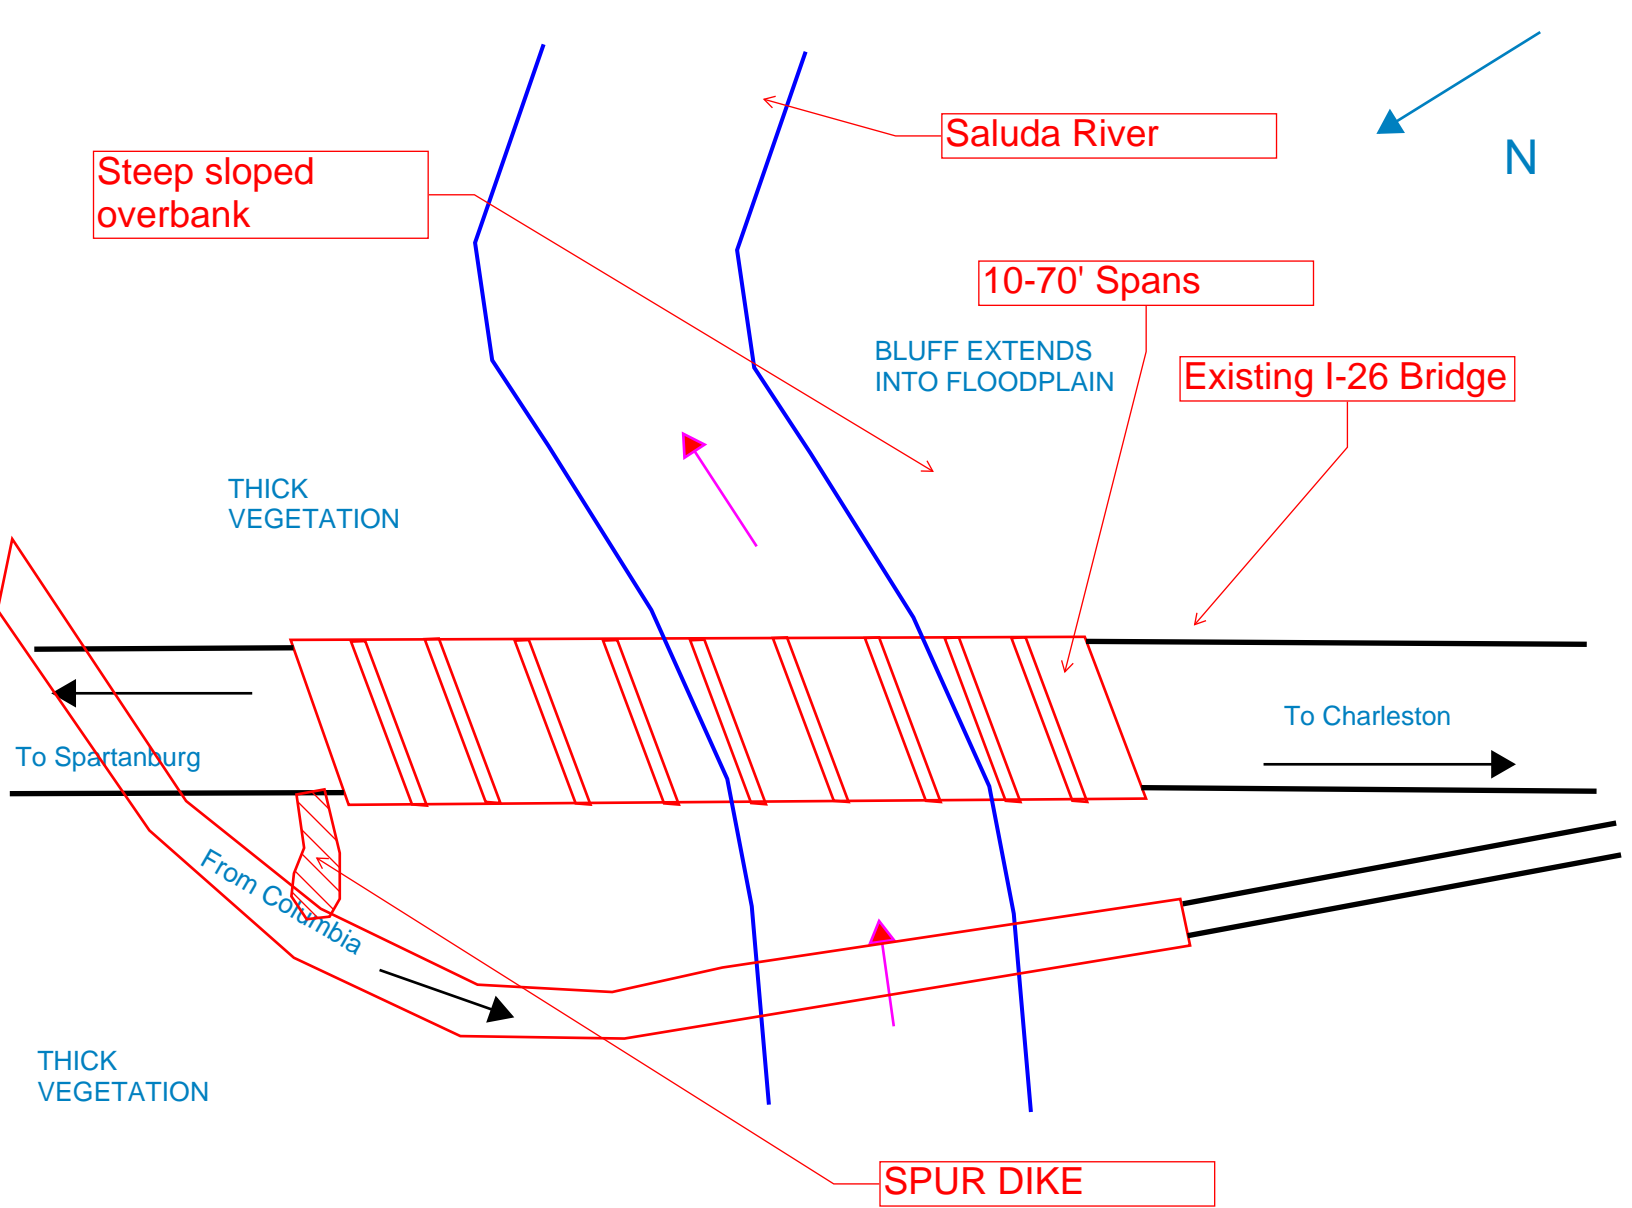 Saluda River
N
Steep sloped
overbank
10-70' Spans
BLUFF EXTENDS
INTO FLOODPLAIN
Existing I-26 Bridge
THICK
VEGETATION
To Charleston
To Spartanburg
From Columbia
THICK
VEGETATION
SPUR DIKE